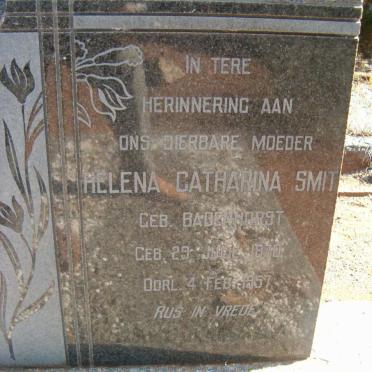 IN TERE
HERINNERING AAN
ONS DIERBARE MOEDER
HELENA CATHARINA SMIT
GEB. BADENHORST
GEB. 29
OORL. 4 FEB. 1957
RUS IN VREDE